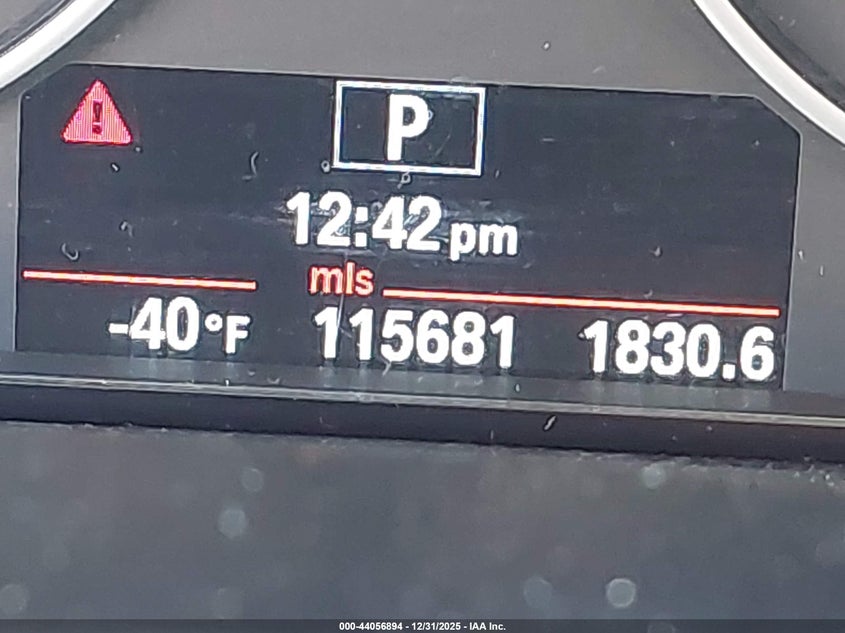 P
12:42 pm
mls
-40°F 115681 1830.6
000-44056894 - 12/31/2025 - IAA Inc.